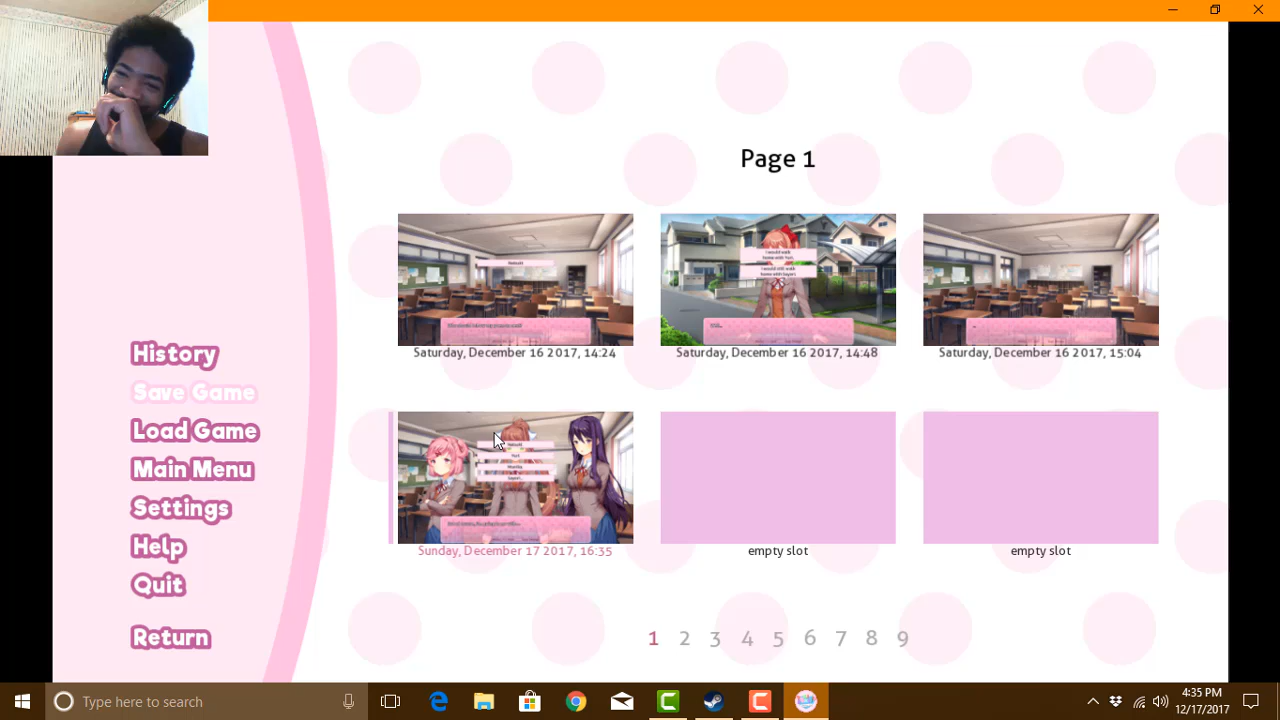 Page 1
Saturday, December 16 2017, 14:24
Saturday, December 16 2017, 14:48
Saturday, December 16 2017, 15:04
History
Save Game
Load Game
Main Menu
Settings
Help
Quit
Return
Sunday, December 17 2017, 16:35
empty slot
empty slot
1 2 3 4 5 6 7 8 9
Type here to search
4:35 PM
12/17/2017